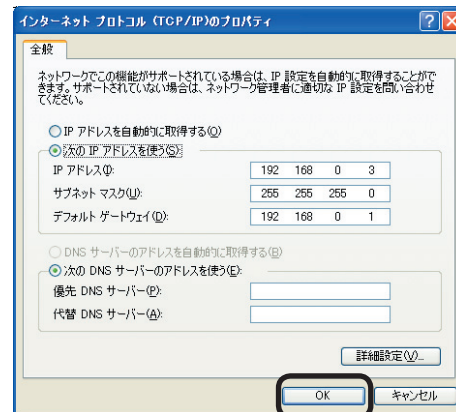 インターネット プロトコル (TCP/IP)のプロパティ
全般
ネットワークでこの機能がサポートされている場合は、IP 設定を自動的に取得することがで
きます。サポートされていない場合は、ネットワーク管理者に適切な IP 設定を問い合わせ
てください。
IP アドレスを自動的に取得する(O)
次の IP アドレスを使う(S):
IP アドレス(I): 192 168 0 3
サブネット マスク(U): 255 255 255 0
デフォルト ゲートウェイ(D): 192 168 0 1
DNS サーバーのアドレスを自動的に取得する(B)
次の DNS サーバーのアドレスを使う(E):
優先 DNS サーバー(P):
代替 DNS サーバー(A):
詳細設定(V)...
OK キャンセル